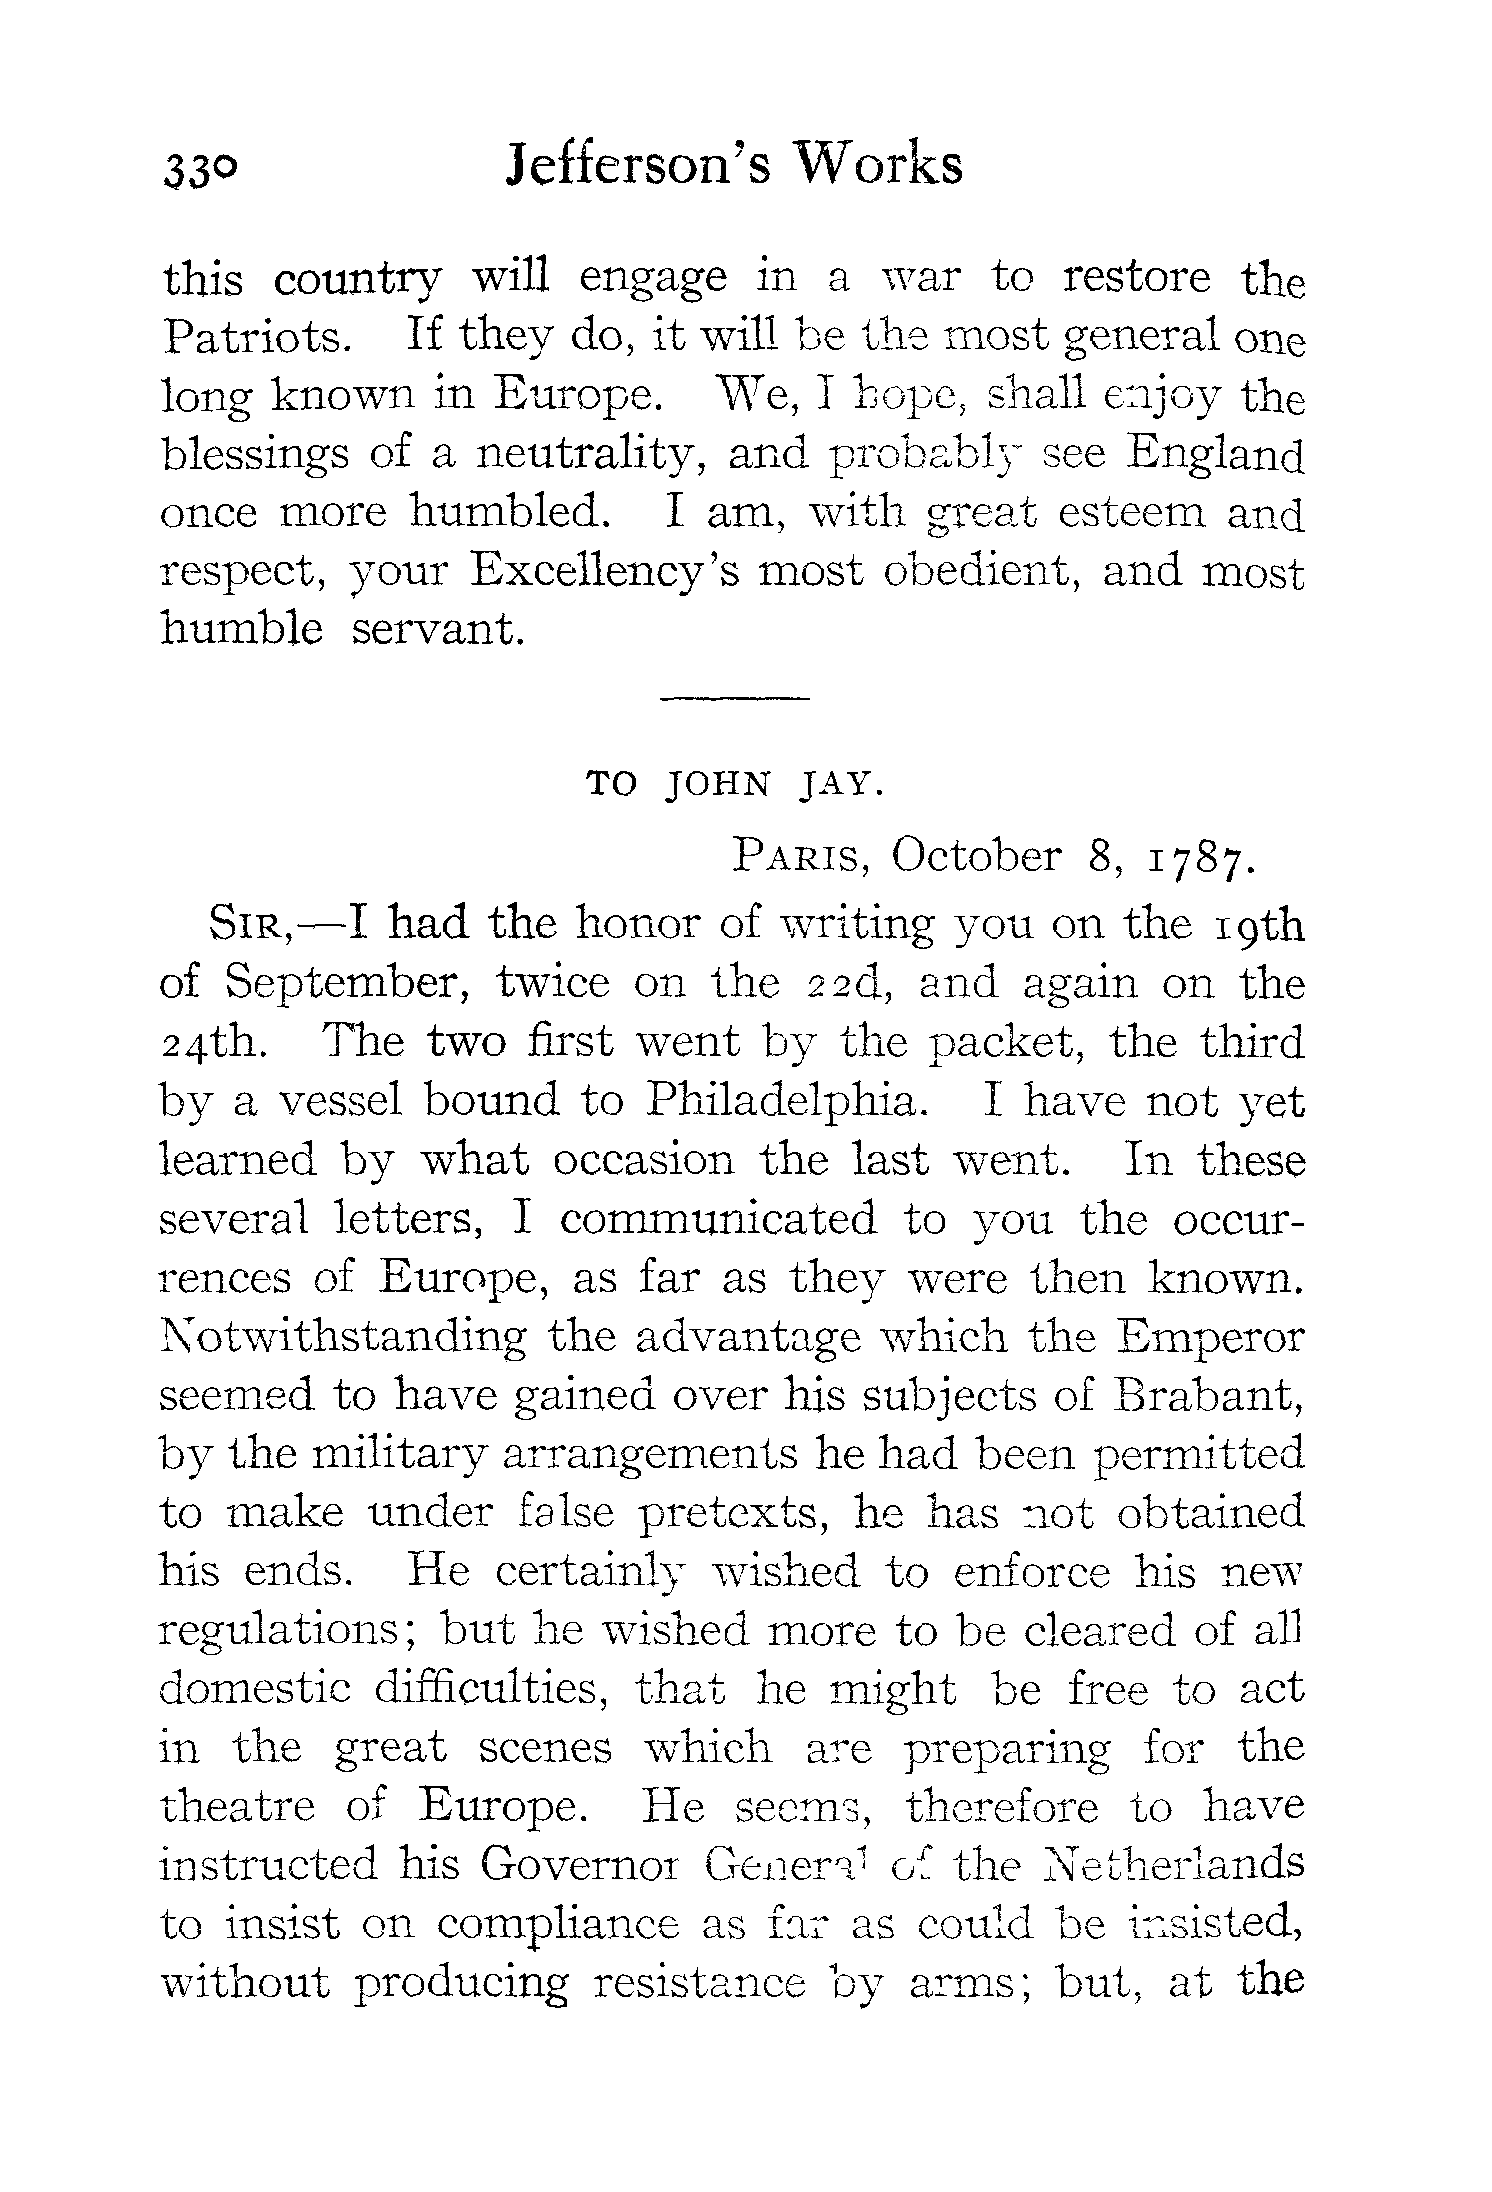 330 Jefferson's Works
this country will engage in a war to restore the
Patriots. If they do, it will be the most general one
long known in Europe. We, I hope, shall enjoy the
blessings of a neutrality, and probably see England
once more humbled. I am, with great esteem and
respect, your Excellency's most obedient, and most
humble servant.
TO JOHN JAY.
PARIS, October 8, 1787.
SIR,—I had the honor of writing you on the 19th
of September, twice on the 22d, and again on the
24th. The two first went by the packet, the third
by a vessel bound to Philadelphia. I have not yet
learned by what occasion the last went. In these
several letters, I communicated to you the occur-
rences of Europe, as far as they were then known.
Notwithstanding the advantage which the Emperor
seemed to have gained over his subjects of Brabant,
by the military arrangements he had been permitted
to make under false pretexts, he has not obtained
his ends. He certainly wished to enforce his new
regulations; but he wished more to be cleared of all
domestic difficulties, that he might be free to act
in the great scenes which are preparing for the
theatre of Europe. He seems, therefore to have
instructed his Governor General of the Netherlands
to insist on compliance as far as could be insisted,
without producing resistance by arms; but, at the